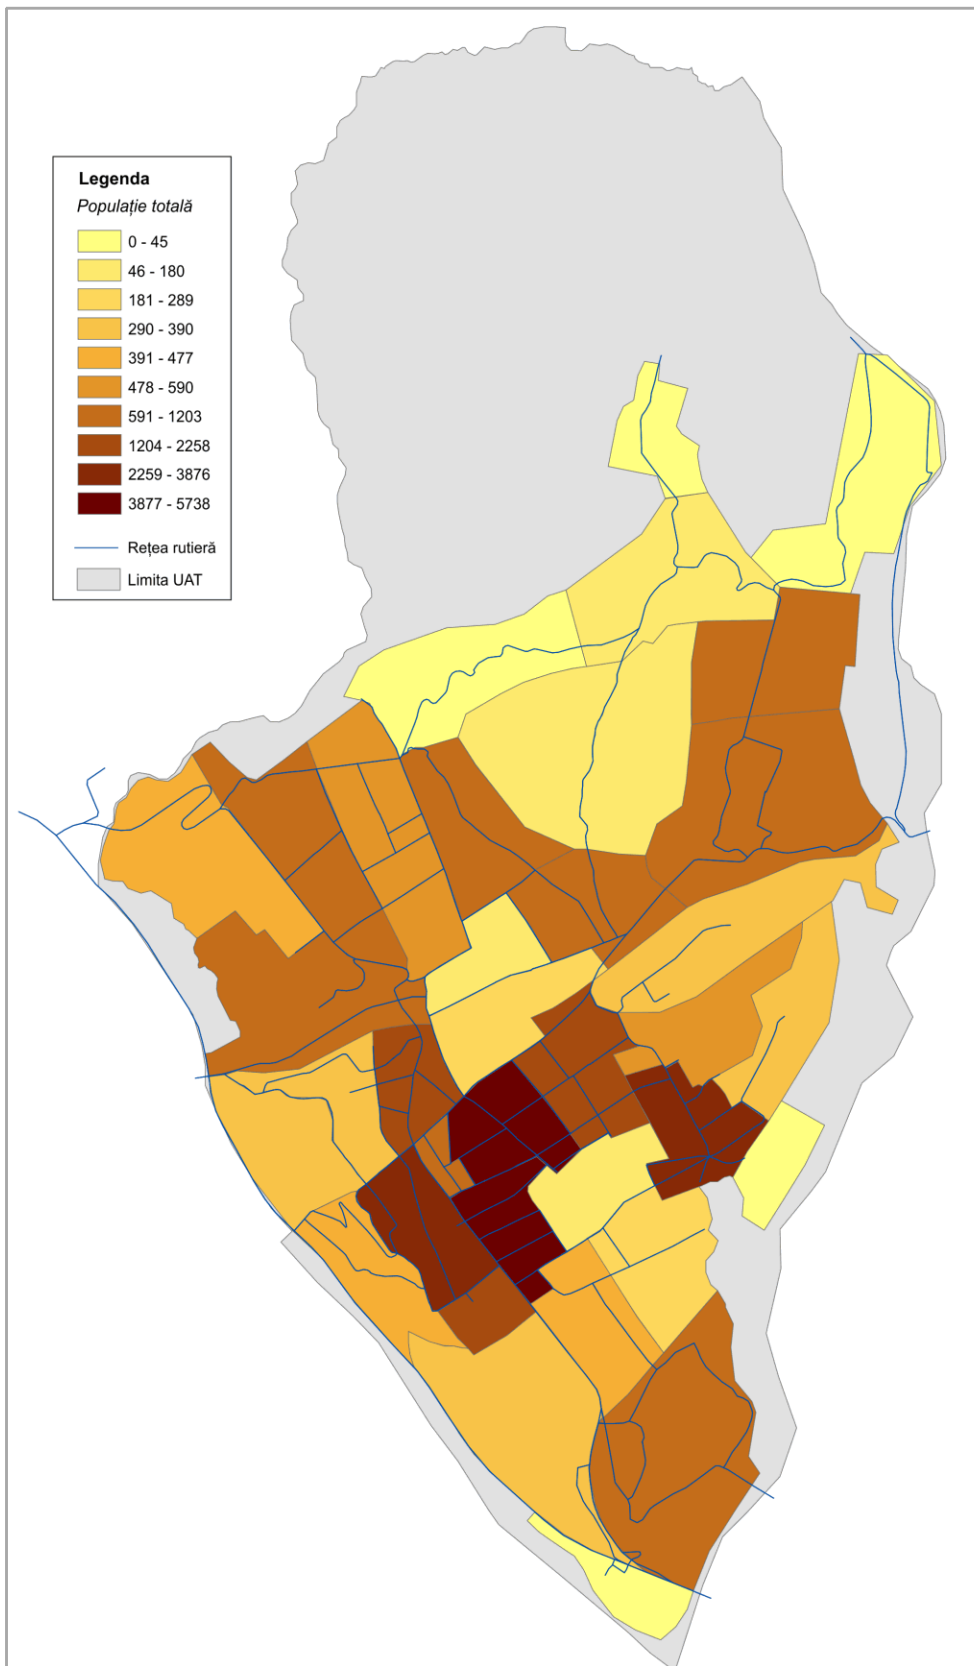 Legenda
Populație totală
0 - 45
46 - 180
181 - 289
290 - 390
391 - 477
478 - 590
591 - 1203
1204 - 2258
2259 - 3876
3877 - 5738
Rețea rutieră
Limita UAT